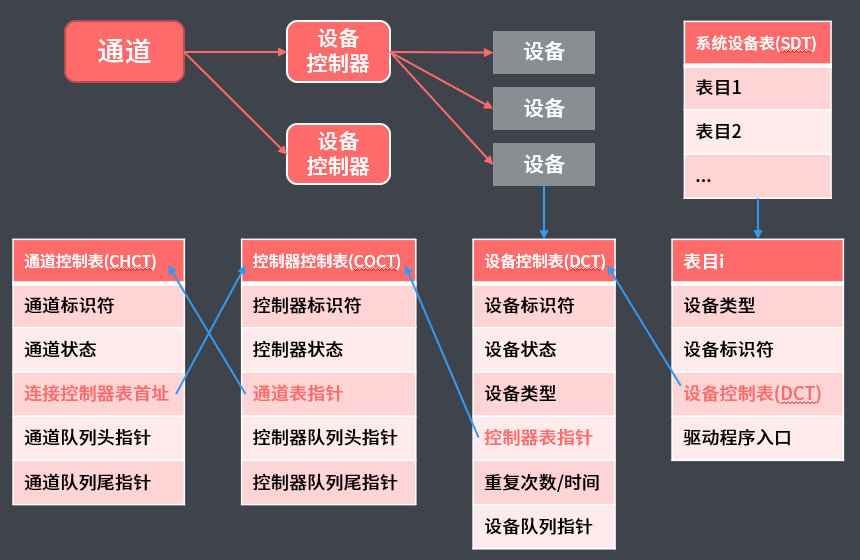 通道
设备
控制器
设备
控制器
设备
设备
设备
系统设备表(SDT)
表目1
表目2
...
通道控制表(CHCT)
通道标识符
通道状态
连接控制器表首址
通道队列头指针
通道队列尾指针
控制器控制表(COCT)
控制器标识符
控制器状态
通道表指针
控制器队列头指针
控制器队列尾指针
设备控制表(DCT)
设备标识符
设备状态
设备类型
控制器表指针
重复次数/时间
设备队列指针
表目i
设备类型
设备标识符
设备控制表(DCT)
驱动程序入口